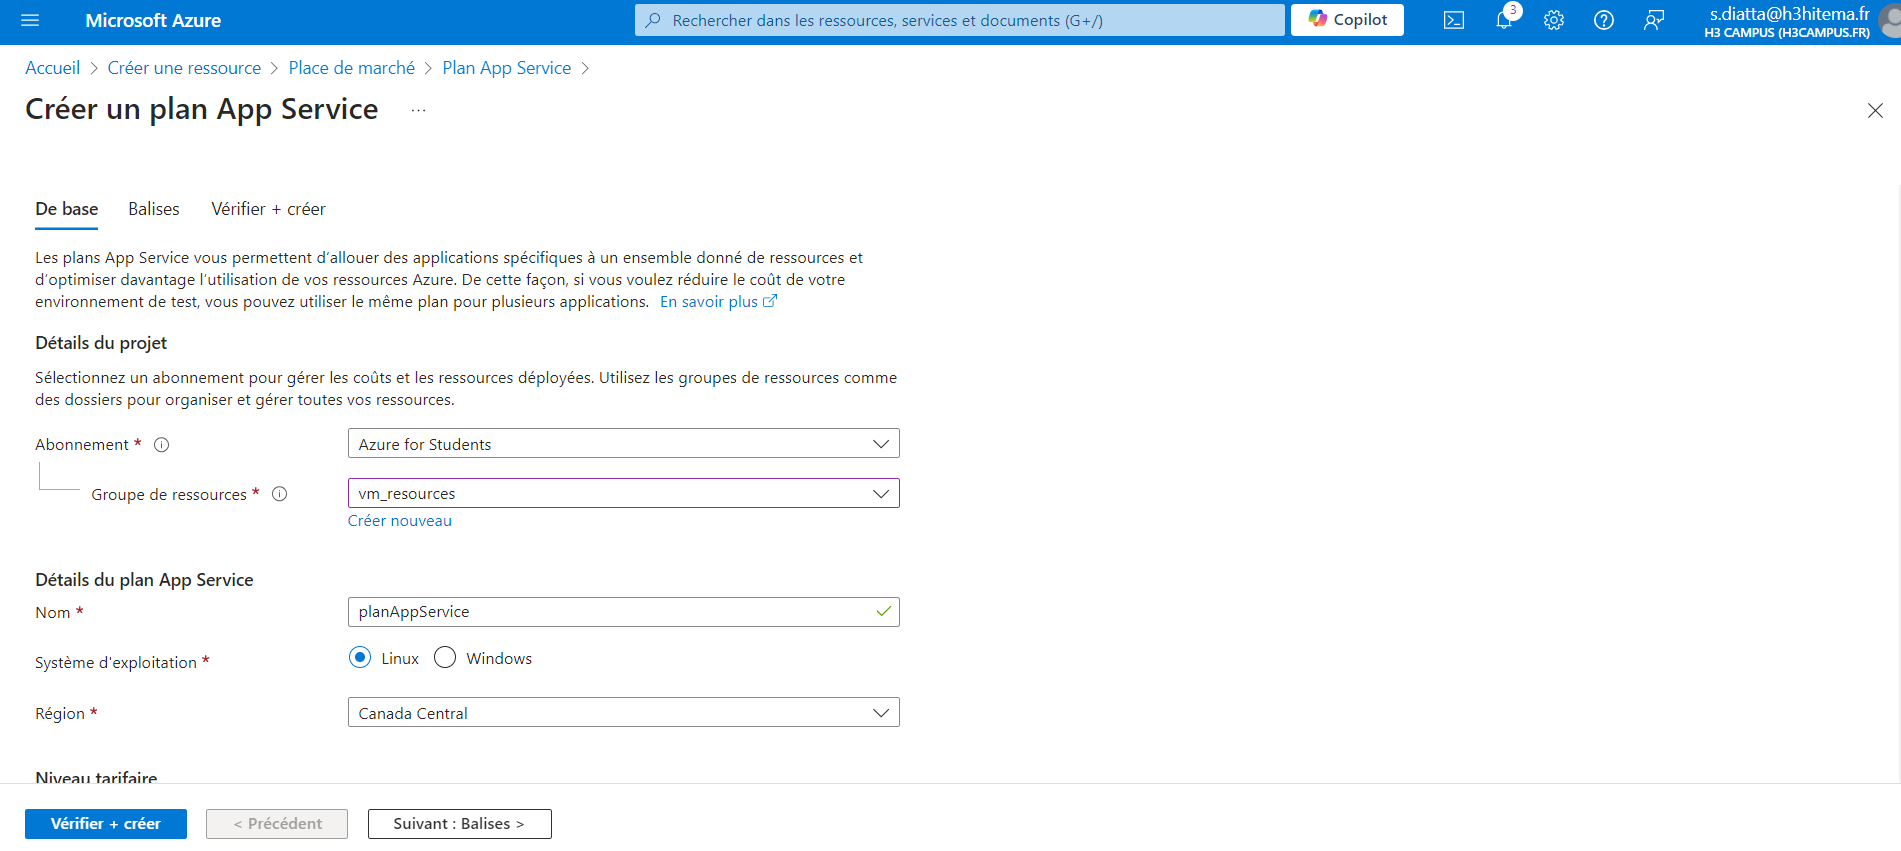 Microsoft Azure
Rechercher dans les ressources, services et documents (G+/)
Copilot
3
s.diatta@h3hitema.fr
H3 CAMPUS (H3CAMPUS.FR)
Accueil > Créer une ressource > Place de marché > Plan App Service >
Créer un plan App Service ...
De base
Balises
Vérifier + créer
Les plans App Service vous permettent d'allouer des applications spécifiques à un ensemble donné de ressources et
d'optimiser davantage l'utilisation de vos ressources Azure. De cette façon, si vous voulez réduire le coût de votre
environnement de test, vous pouvez utiliser le même plan pour plusieurs applications. En savoir plus
Détails du projet
Sélectionnez un abonnement pour gérer les coûts et les ressources déployées. Utilisez les groupes de ressources comme
des dossiers pour organiser et gérer toutes vos ressources.
Abonnement *
Azure for Students
Groupe de ressources *
vm_resources
Créer nouveau
Détails du plan App Service
Nom *
planAppService
Système d'exploitation *
Linux
Windows
Région *
Canada Central
Niveau tarifaire
Vérifier + créer
< Précédent
Suivant : Balises >